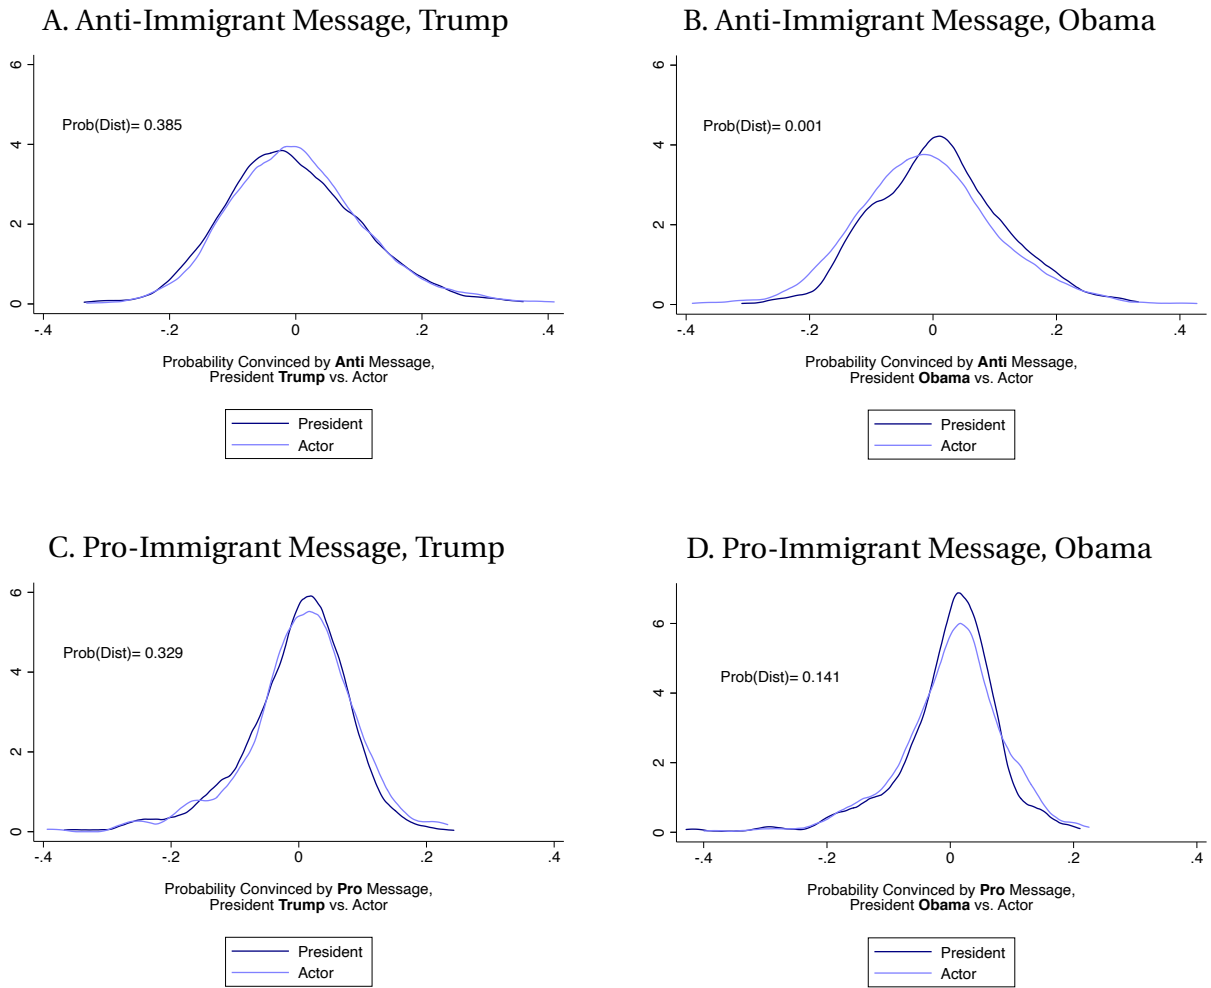 A. Anti-Immigrant Message, Trump
6
4
2
0
Prob(Dist)= 0.385
-.4 -.2 0 .2 .4
Probability Convinced by Anti Message,
President Trump vs. Actor
President
Actor
B. Anti-Immigrant Message, Obama
6
4
2
0
Prob(Dist)= 0.001
-.4 -.2 0 .2 .4
Probability Convinced by Anti Message,
President Obama vs. Actor
President
Actor
C. Pro-Immigrant Message, Trump
6
4
2
0
Prob(Dist)= 0.329
-.4 -.2 0 .2 .4
Probability Convinced by Pro Message,
President Trump vs. Actor
President
Actor
D. Pro-Immigrant Message, Obama
6
4
2
0
Prob(Dist)= 0.141
-.4 -.2 0 .2 .4
Probability Convinced by Pro Message,
President Obama vs. Actor
President
Actor